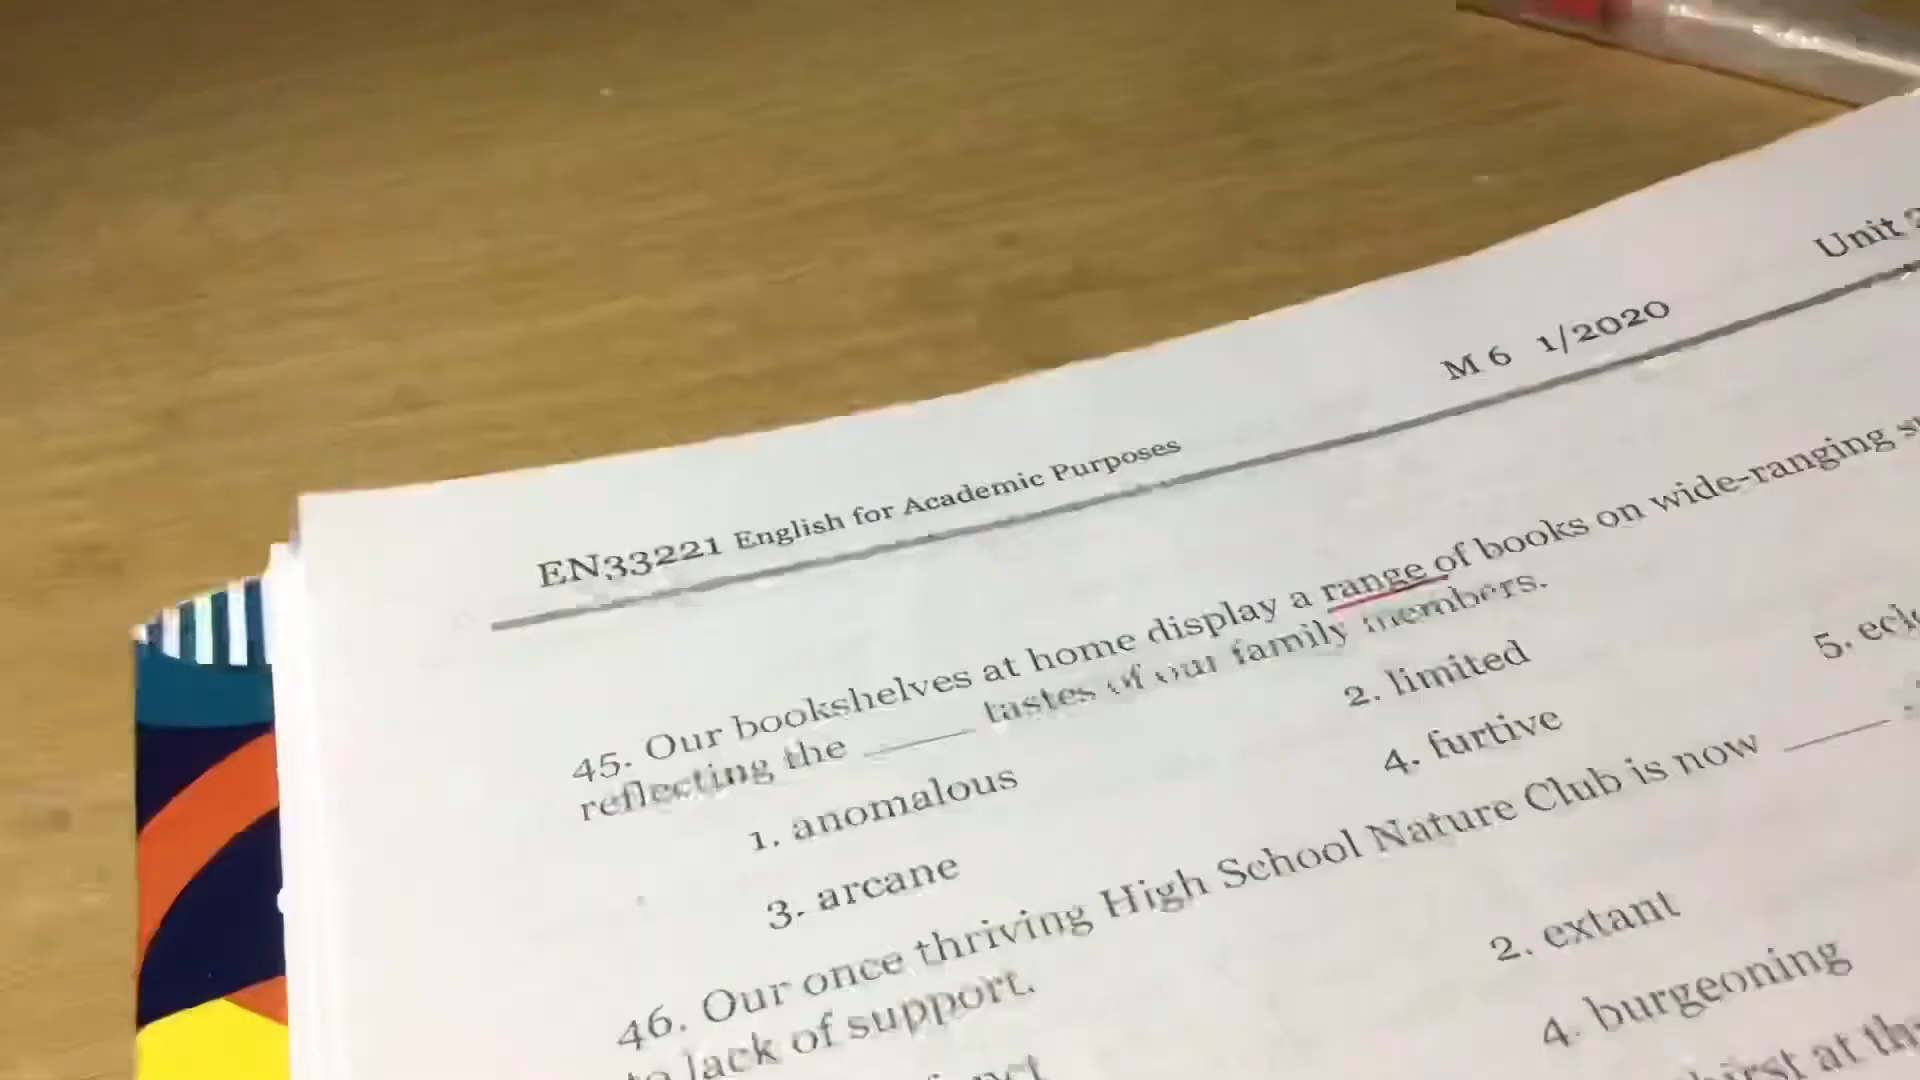 EN33221 English for Academic Purposes M 6 1/2020 Unit
45. Our bookshelves at home display a range of books on wide-ranging
reflecting the _____ tastes of our family members.
1. anomalous 2. limited
3. arcane 4. furtive
46. Our once thriving High School Nature Club is now _____
to lack of support.
2. extant
4. burgeoning